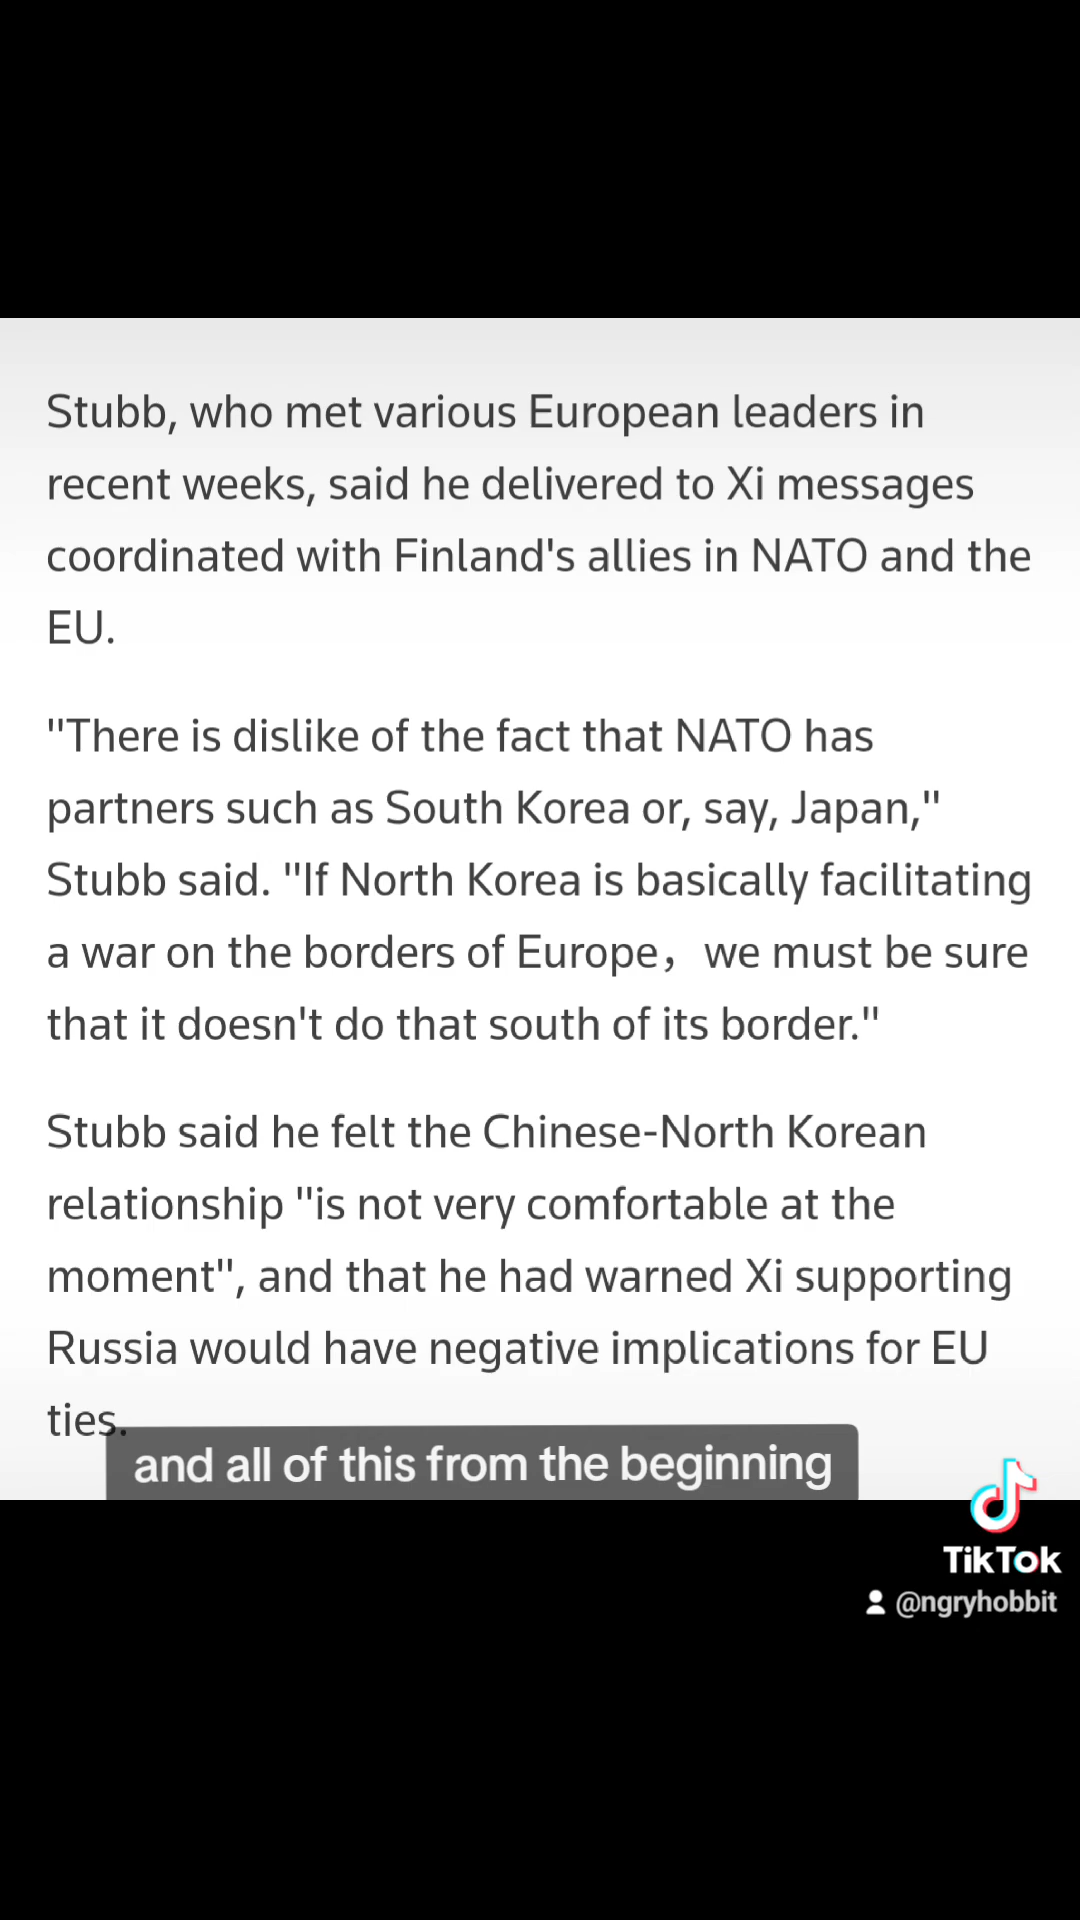 Stubb, who met various European leaders in
recent weeks, said he delivered to Xi messages
coordinated with Finland's allies in NATO and the
EU.
"There is dislike of the fact that NATO has
partners such as South Korea or, say, Japan,"
Stubb said. "If North Korea is basically facilitating
a war on the borders of Europe，we must be sure
that it doesn't do that south of its border."
Stubb said he felt the Chinese-North Korean
relationship "is not very comfortable at the
moment", and that he had warned Xi supporting
Russia would have negative implications for EU
ties.
and all of this from the beginning
TikTok
@ngryhobbit